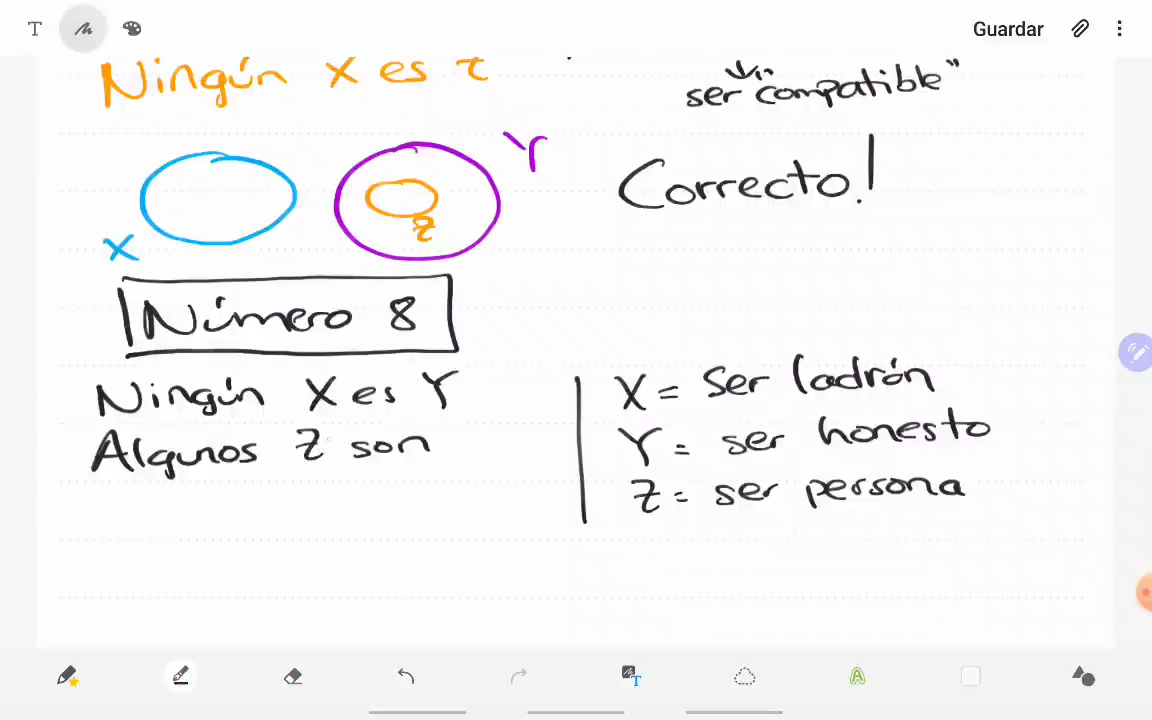 T
Guardar
Ningún X es z
ser compatible"
Y
Correcto!
z
X
Número 8
Ningún X es Y
Algunos z son
X = Ser ladrón
Y = ser honesto
z = ser persona
T
A